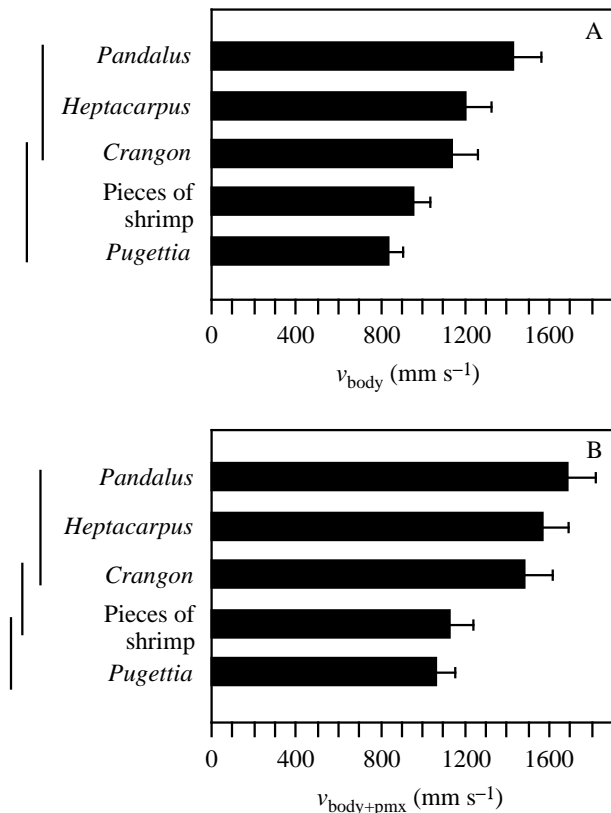 A
Pandalus
Heptacarpus
Crangon
Pieces of
shrimp
Pugettia
0 400 800 1200 1600
v_body (mm s⁻¹)
B
Pandalus
Heptacarpus
Crangon
Pieces of
shrimp
Pugettia
0 400 800 1200 1600
v_body+pmx (mm s⁻¹)